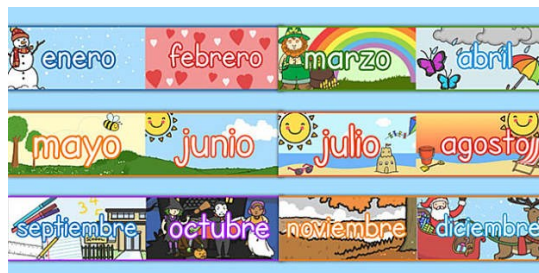 enero febrero marzo abril
mayo junio julio agosto
septiembre octubre noviembre diciembre